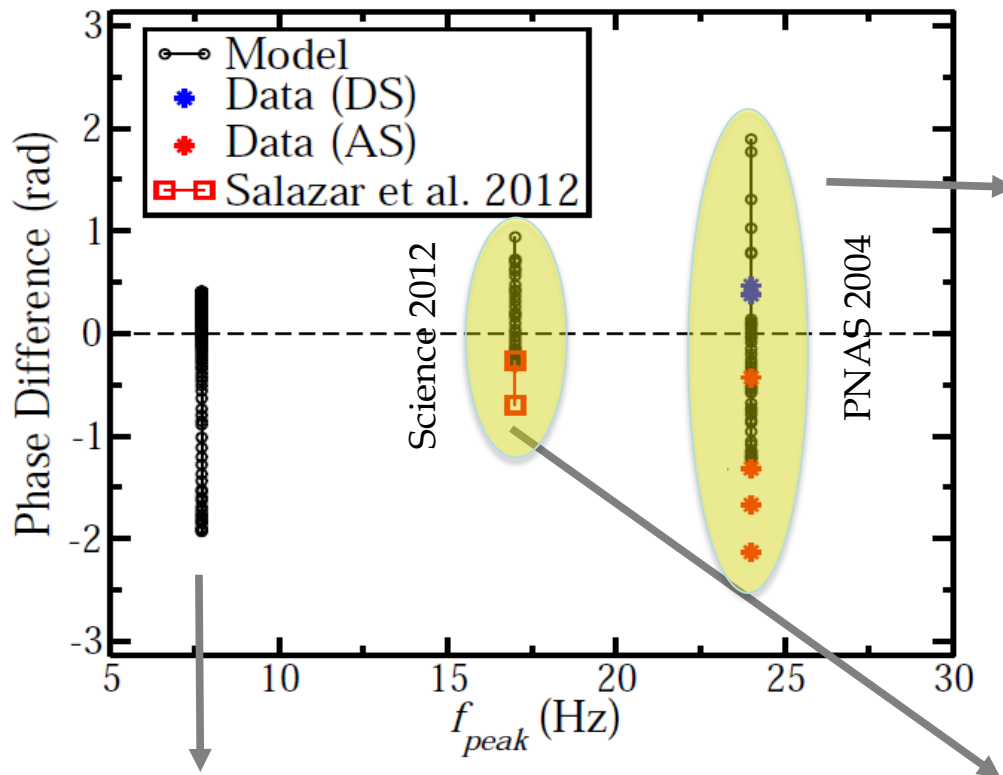 3
2
1
0
-1
-2
-3
Phase Difference (rad)
Model
Data (DS)
Data (AS)
Salazar et al. 2012
Science 2012
PNAS 2004
5 10 15 20 25 30
f_peak (Hz)